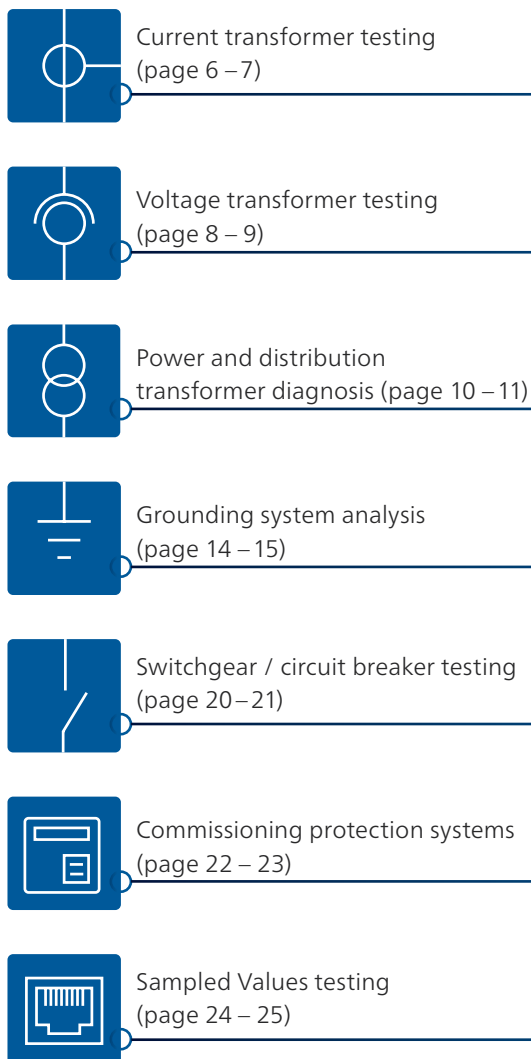 Current transformer testing
(page 6 – 7)
Voltage transformer testing
(page 8 – 9)
Power and distribution
transformer diagnosis (page 10 – 11)
Grounding system analysis
(page 14 – 15)
Switchgear / circuit breaker testing
(page 20 – 21)
Commissioning protection systems
(page 22 – 23)
Sampled Values testing
(page 24 – 25)